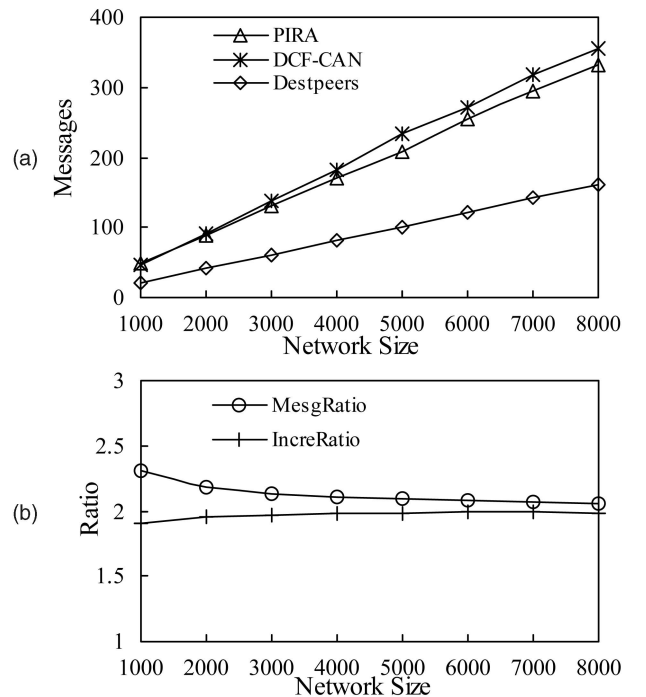 400
300
200
100
0
(a)
Messages
PIRA
DCF-CAN
Destpeers
1000 2000 3000 4000 5000 6000 7000 8000
Network Size
3
2.5
2
1.5
1
(b)
Ratio
MesgRatio
IncreRatio
1000 2000 3000 4000 5000 6000 7000 8000
Network Size